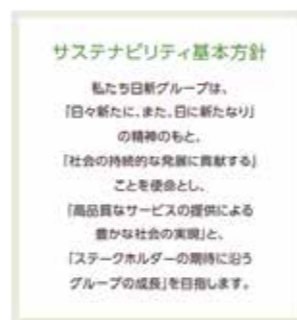 サステナビリティ基本方針
私たち日新グループは、
「日々新たに、また、日に新たなり」
の精神のもと、
「社会の持続的な発展に貢献する」
ことを使命とし、
「高品質なサービスの提供による
豊かな社会の実現」と、
「ステークホルダーの期待に沿う
グループの成長」を目指します。